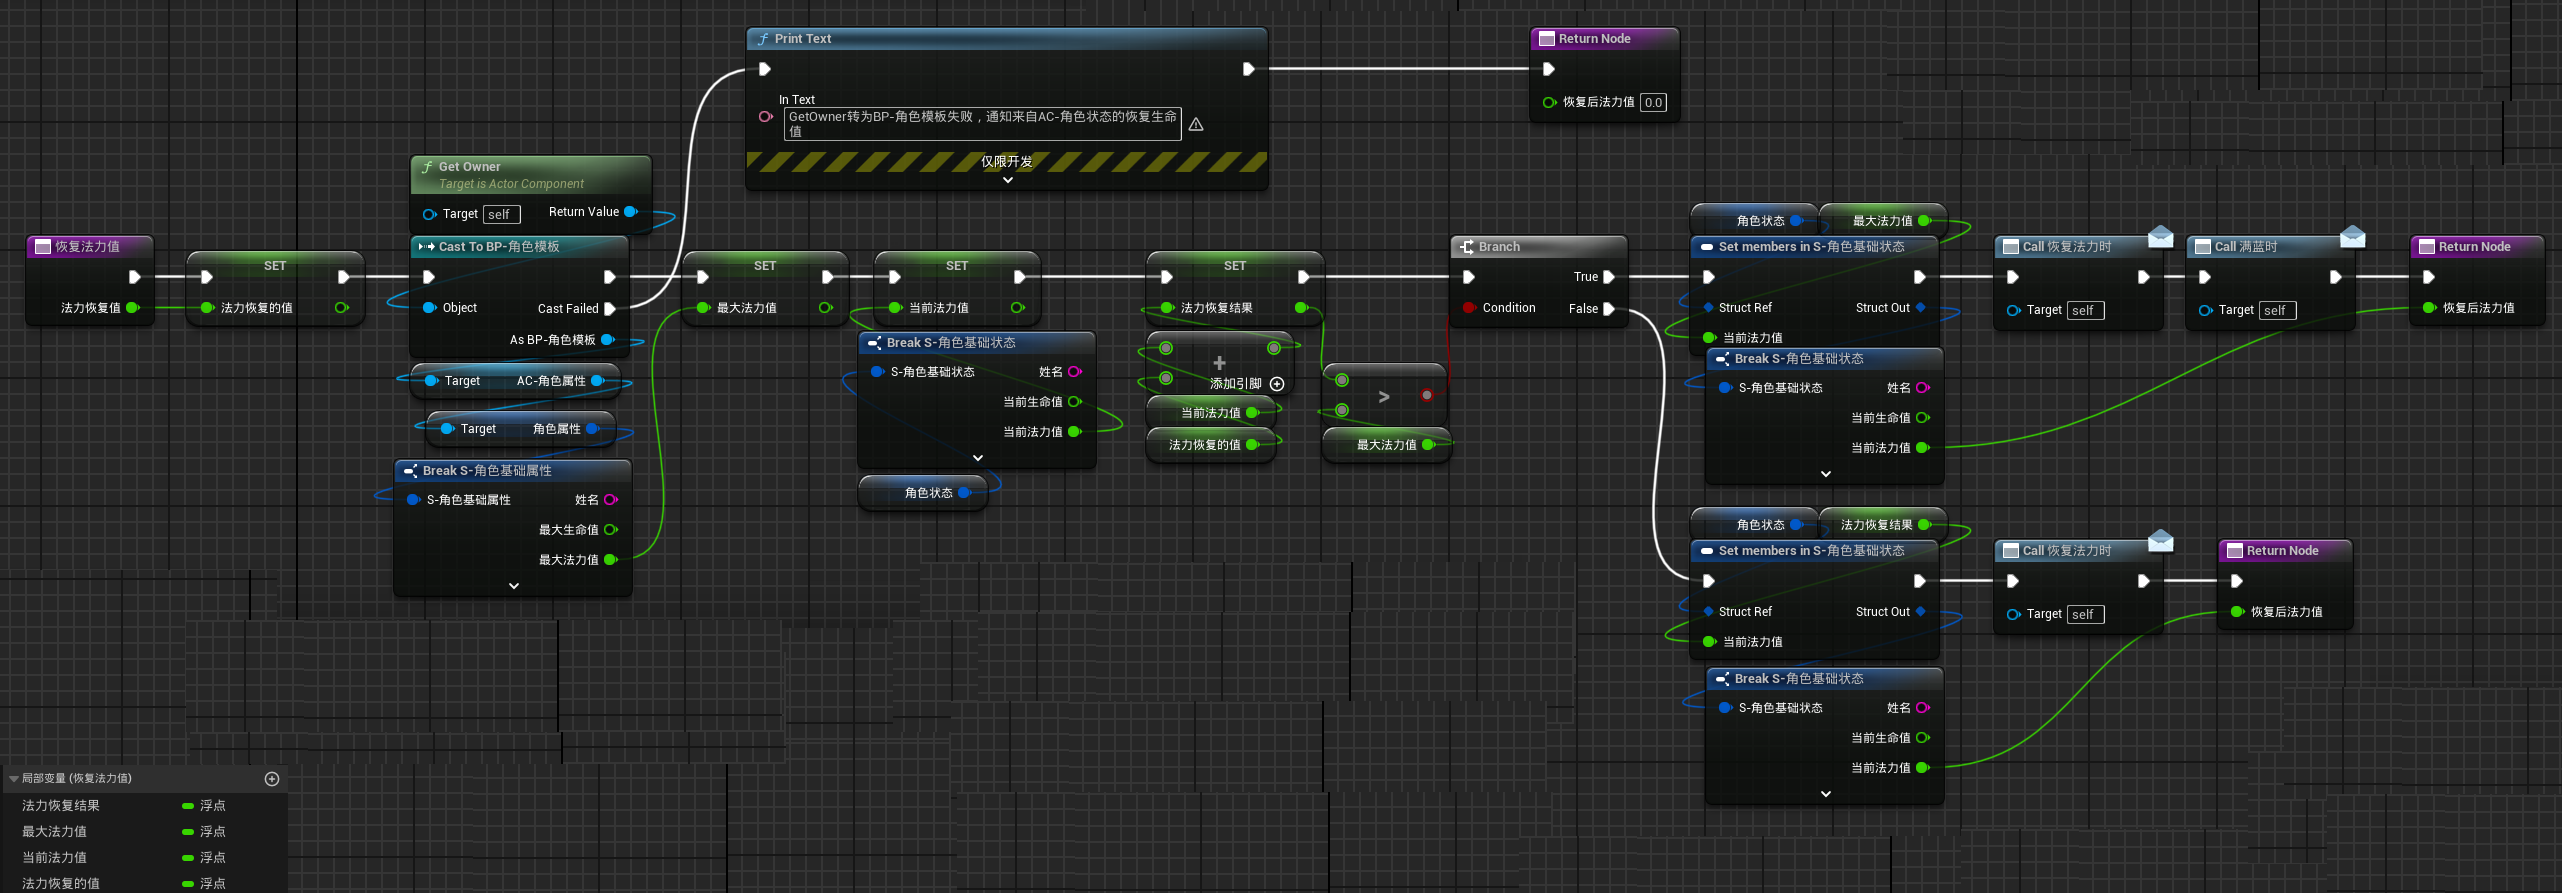 Print Text
In Text
GetOwner转为BP-角色模板失败，通知来自AC-角色状态的恢复生命
值
仅限开发
Return Node
恢复后法力值 0.0
Get Owner
Target is Actor Component
Target self Return Value
恢复法力值
法力恢复值
SET
法力恢复的值
Cast To BP-角色模板
Object Cast Failed
As BP-角色模板
Target AC-角色属性
Target 角色属性
Break S-角色基础属性
S-角色基础属性 姓名
最大生命值
最大法力值
SET
最大法力值
SET
当前法力值
Break S-角色基础状态
S-角色基础状态 姓名
当前生命值
当前法力值
角色状态
SET
法力恢复结果
+
添加引脚
当前法力值
法力恢复的值
>
最大法力值
Branch
True
Condition False
角色状态 最大法力值
Set members in S-角色基础状态
Struct Ref Struct Out
当前法力值
Break S-角色基础状态
S-角色基础状态 姓名
当前生命值
当前法力值
Call 恢复法力时
Target self
Call 满蓝时
Target self
Return Node
恢复后法力值
角色状态 法力恢复结果
Set members in S-角色基础状态
Struct Ref Struct Out
当前法力值
Break S-角色基础状态
S-角色基础状态 姓名
当前生命值
当前法力值
Call 恢复法力时
Target self
Return Node
恢复后法力值
局部变量 (恢复法力值)
法力恢复结果 浮点
最大法力值 浮点
当前法力值 浮点
法力恢复的值 浮点